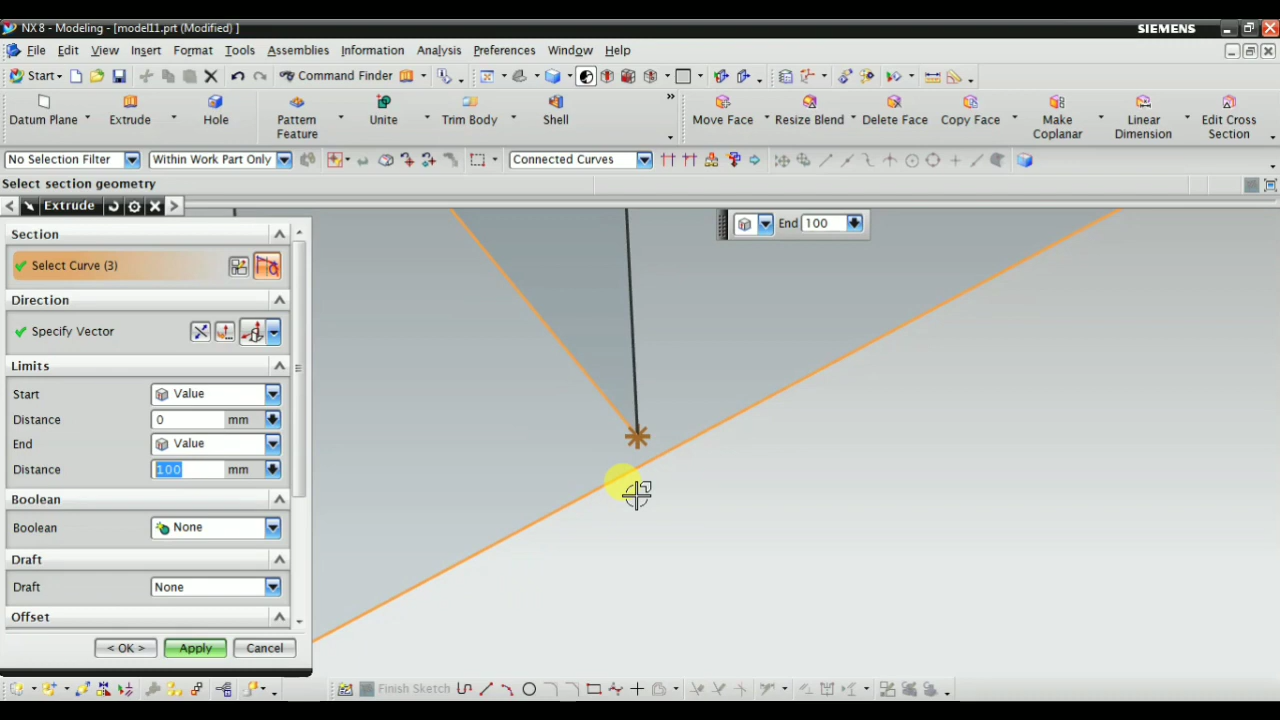 NX 8 - Modeling - [model11.prt (Modified) ]
SIEMENS
File Edit View Insert Format Tools Assemblies Information Analysis Preferences Window Help
Start Command Finder
Datum Plane Extrude Hole Pattern Feature Unite Trim Body Shell Move Face Resize Blend Delete Face Copy Face Make Coplanar Linear Dimension Edit Cross Section
No Selection Filter Within Work Part Only Connected Curves
Select section geometry
Extrude
End 100
Section
Select Curve (3)
Direction
Specify Vector
Limits
Start Value
Distance 0 mm
End Value
Distance 100 mm
Boolean
Boolean None
Draft
Draft None
Offset
< OK > Apply Cancel
Finish Sketch